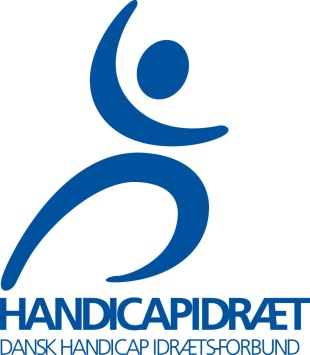 HANDICAPIDRÆT
DANSK HANDICAP IDRÆTS-FORBUND